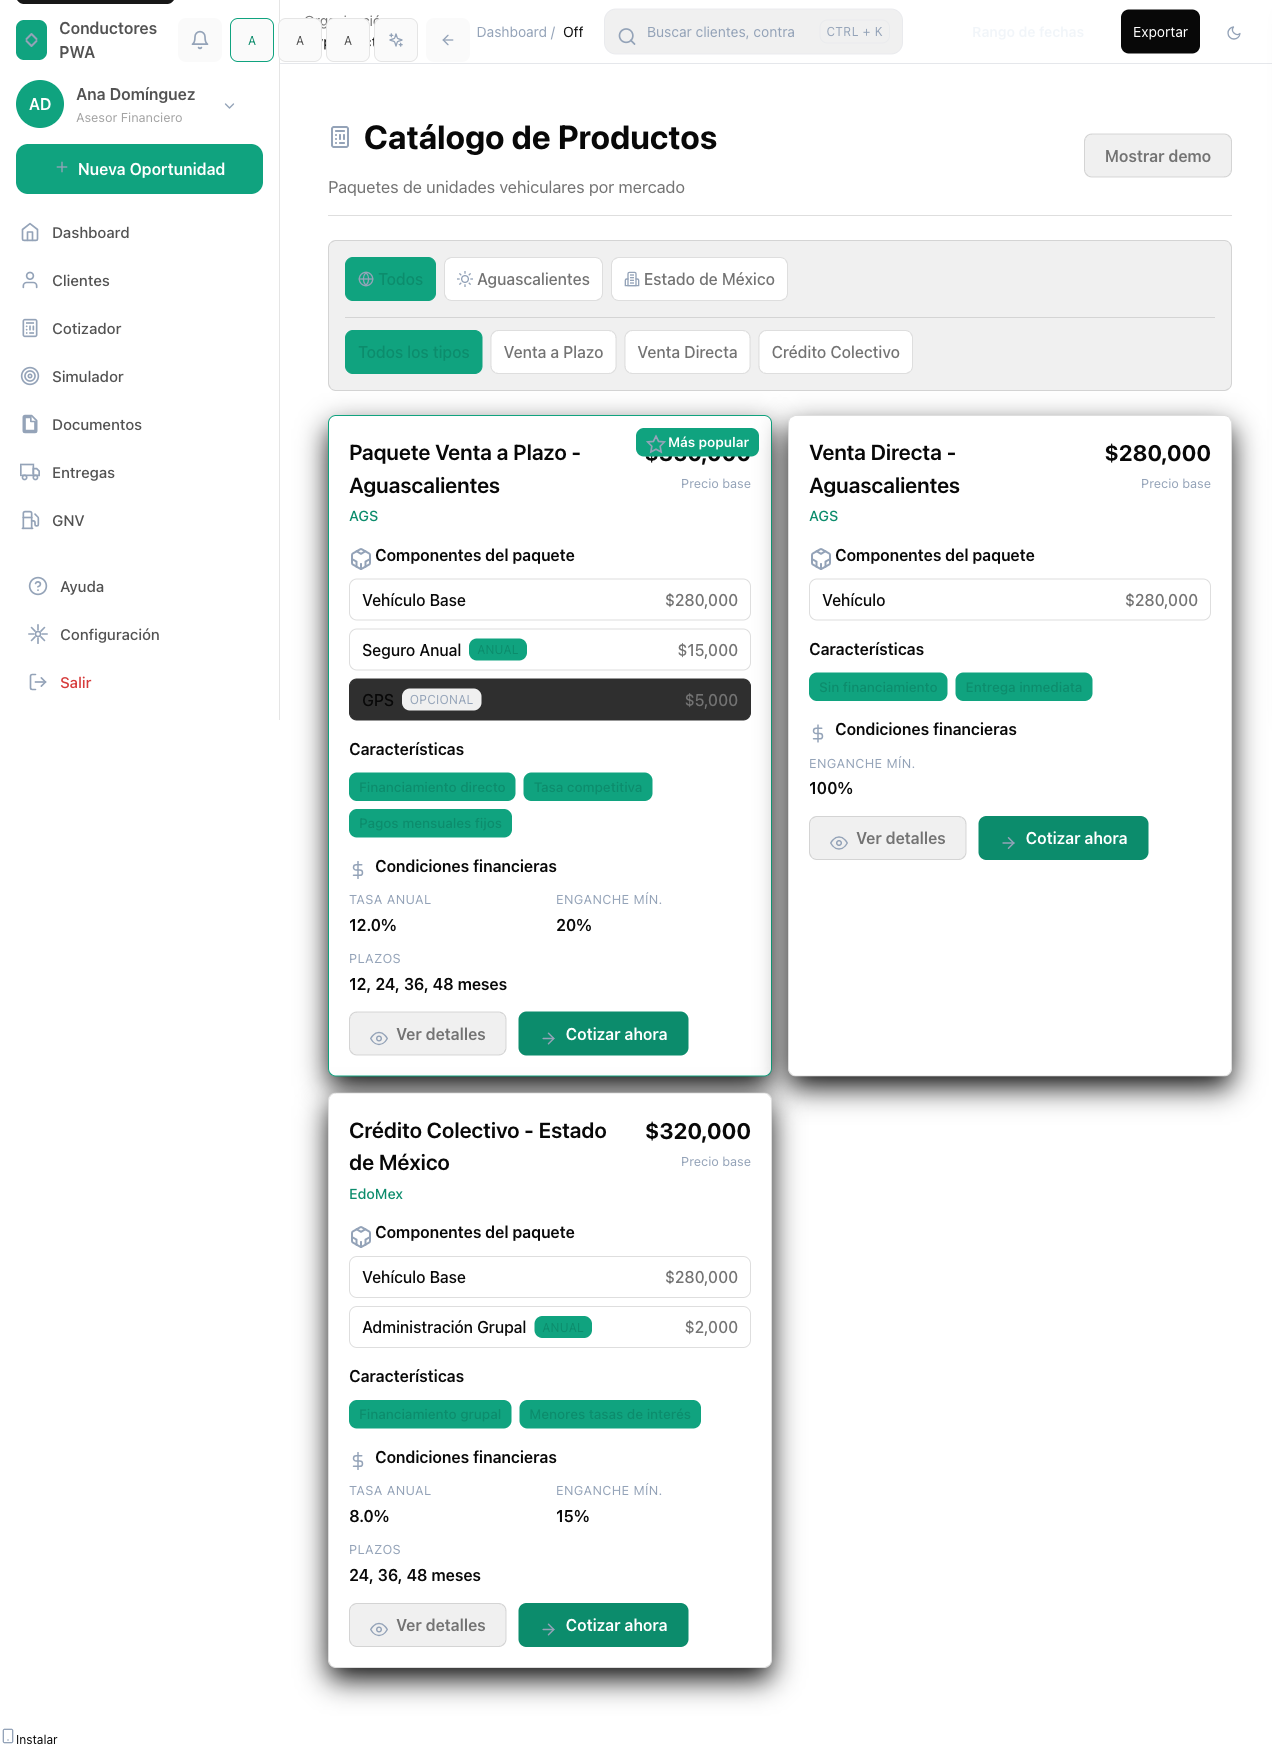 Conductores
PWA
A
A
A
Dashboard / Off
Buscar clientes, contra
CTRL + K
Rango de fechas
Exportar
AD
Ana Domínguez
Asesor Financiero
+ Nueva Oportunidad
Dashboard
Clientes
Cotizador
Simulador
Documentos
Entregas
GNV
Ayuda
Configuración
Salir
Catálogo de Productos
Mostrar demo
Paquetes de unidades vehiculares por mercado
Todos
Aguascalientes
Estado de México
Todos los tipos
Venta a Plazo
Venta Directa
Crédito Colectivo
Más popular
Paquete Venta a Plazo -
Aguascalientes
Precio base
AGS
Componentes del paquete
Vehículo Base $280,000
Seguro Anual ANUAL $15,000
GPS OPCIONAL $5,000
Características
Financiamiento directo
Tasa competitiva
Pagos mensuales fijos
Condiciones financieras
TASA ANUAL
12.0%
ENGANCHE MÍN.
20%
PLAZOS
12, 24, 36, 48 meses
Ver detalles
Cotizar ahora
Venta Directa -
Aguascalientes
$280,000
Precio base
AGS
Componentes del paquete
Vehículo $280,000
Características
Sin financiamiento
Entrega inmediata
Condiciones financieras
ENGANCHE MÍN.
100%
Ver detalles
Cotizar ahora
Crédito Colectivo - Estado
de México
$320,000
Precio base
EdoMex
Componentes del paquete
Vehículo Base $280,000
Administración Grupal ANUAL $2,000
Características
Financiamiento grupal
Menores tasas de interés
Condiciones financieras
TASA ANUAL
8.0%
ENGANCHE MÍN.
15%
PLAZOS
24, 36, 48 meses
Ver detalles
Cotizar ahora
Instalar